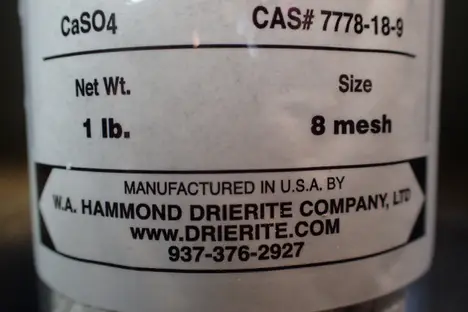 CaSO4 CAS# 7778-18-9
Net Wt. Size
1 lb. 8 mesh
MANUFACTURED IN U.S.A. BY
W.A. HAMMOND DRIERITE COMPANY, LTD
www.DRIERITE.COM
937-376-2927